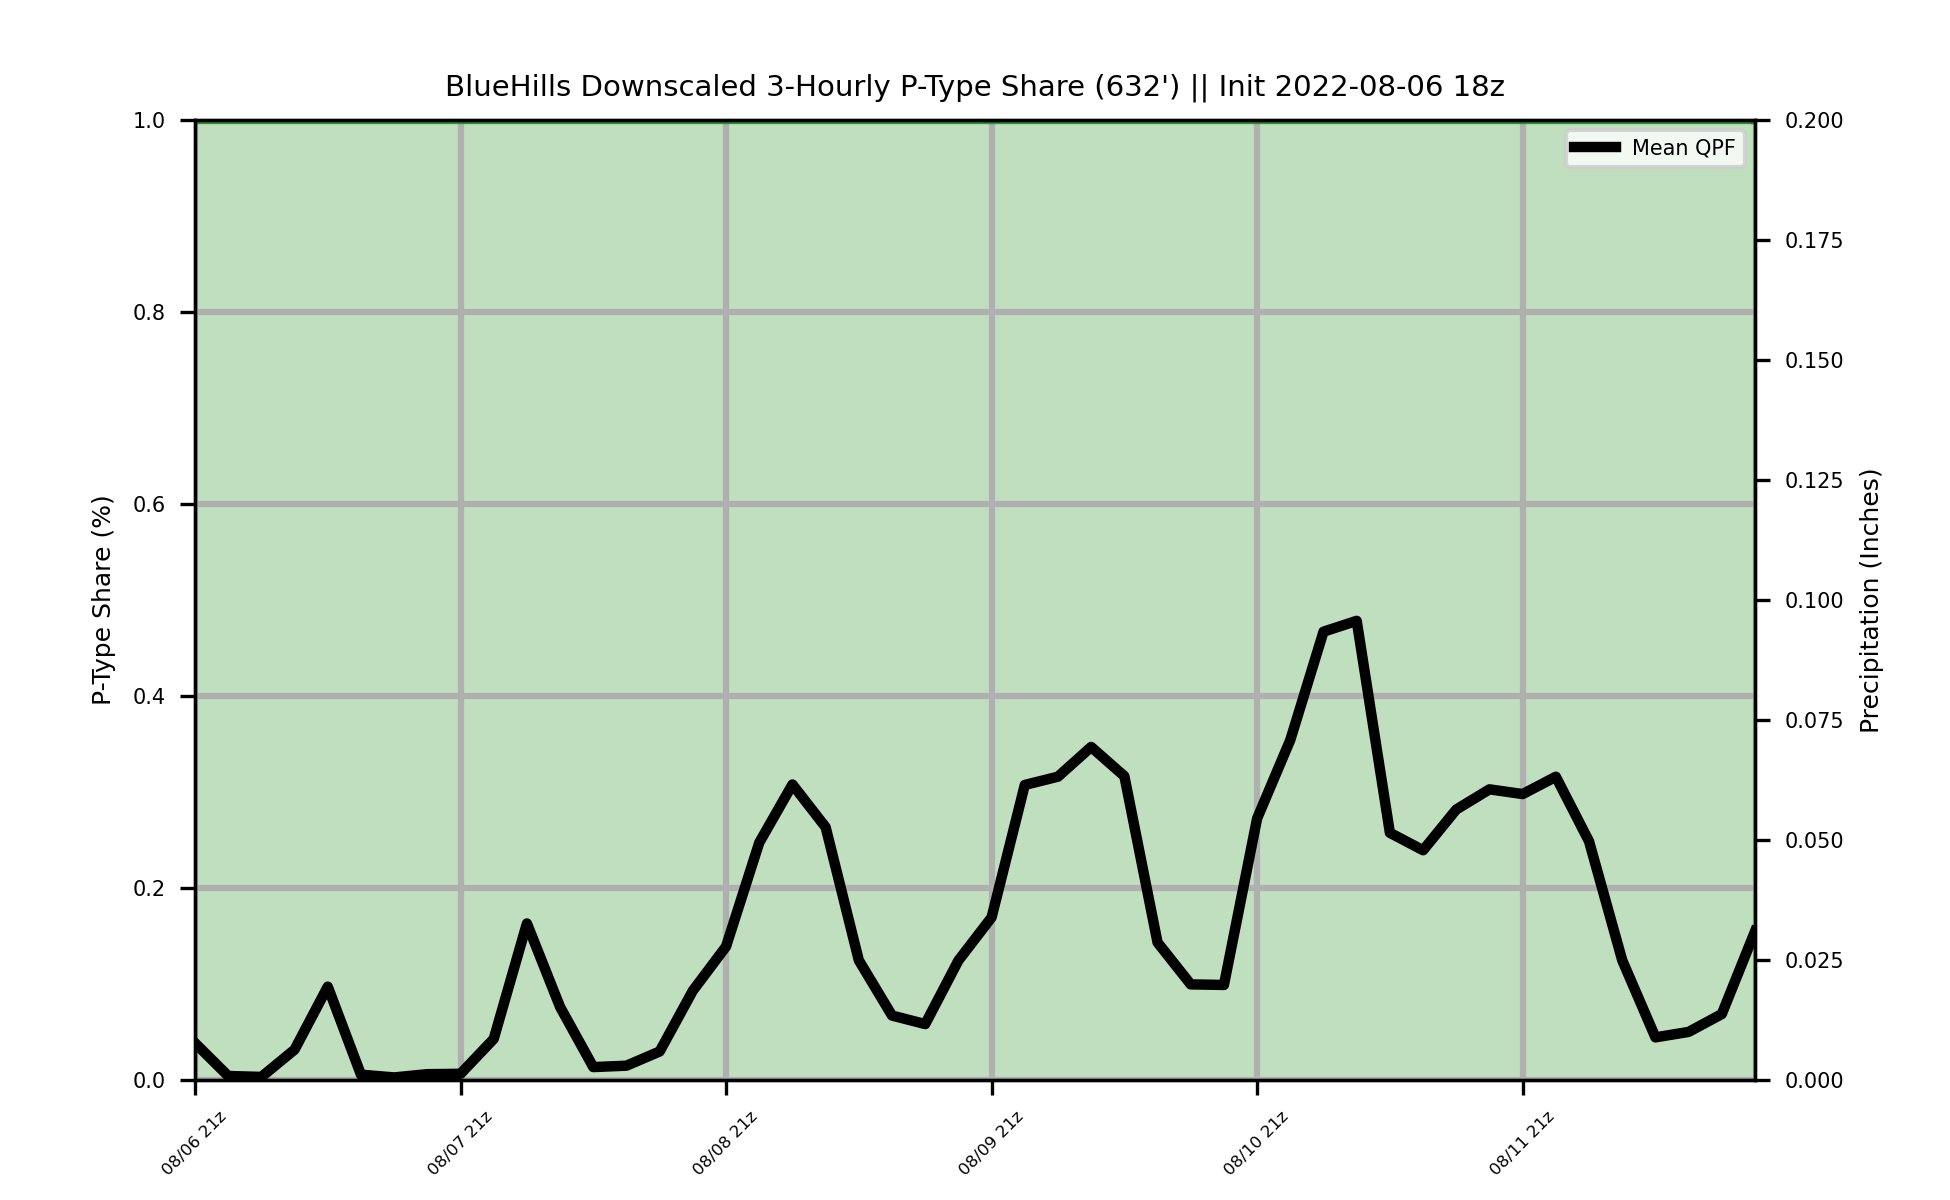 BlueHills Downscaled 3-Hourly P-Type Share (632') || Init 2022-08-06 18z
Mean QPF
P-Type Share (%)
1.0
0.8
0.6
0.4
0.2
0.0
0.200
0.175
0.150
0.125
0.100
0.075
0.050
0.025
0.000
Precipitation (Inches)
08/06 21z
08/07 21z
08/08 21z
08/09 21z
08/10 21z
08/11 21z